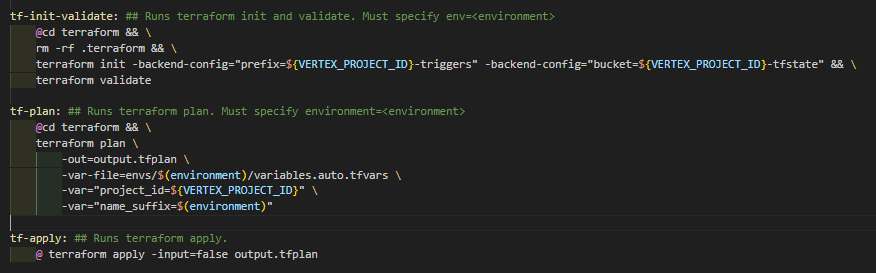 tf-init-validate: ## Runs terraform init and validate. Must specify env=<environment>
@cd terraform && \
rm -rf .terraform && \
terraform init -backend-config="prefix=${VERTEX_PROJECT_ID}-triggers" -backend-config="bucket=${VERTEX_PROJECT_ID}-tfstate" && \
terraform validate
tf-plan: ## Runs terraform plan. Must specify environment=<environment>
@cd terraform && \
terraform plan \
-out=output.tfplan \
-var-file=envs/$(environment)/variables.auto.tfvars \
-var="project_id=${VERTEX_PROJECT_ID}" \
-var="name_suffix=$(environment)"
tf-apply: ## Runs terraform apply.
@ terraform apply -input=false output.tfplan